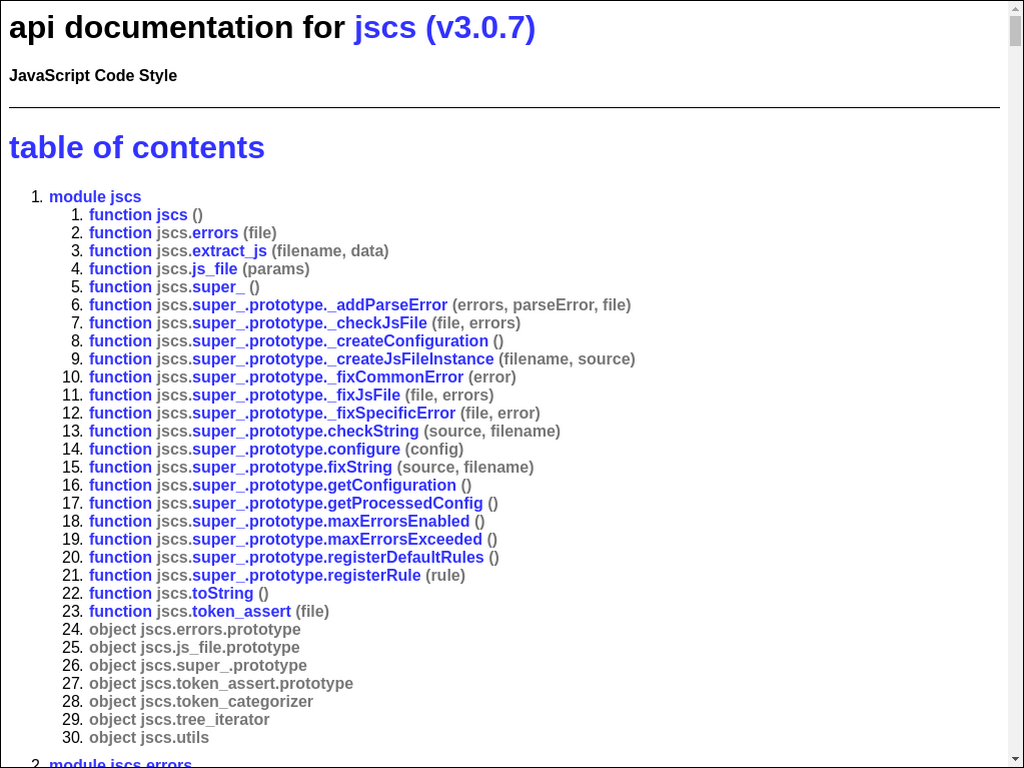 api documentation for jscs (v3.0.7)
JavaScript Code Style
table of contents
1. module jscs
1. function jscs ()
2. function jscs.errors (file)
3. function jscs.extract_js (filename, data)
4. function jscs.js_file (params)
5. function jscs.super_ ()
6. function jscs.super_.prototype._addParseError (errors, parseError, file)
7. function jscs.super_.prototype._checkJsFile (file, errors)
8. function jscs.super_.prototype._createConfiguration ()
9. function jscs.super_.prototype._createJsFileInstance (filename, source)
10. function jscs.super_.prototype._fixCommonError (error)
11. function jscs.super_.prototype._fixJsFile (file, errors)
12. function jscs.super_.prototype._fixSpecificError (file, error)
13. function jscs.super_.prototype.checkString (source, filename)
14. function jscs.super_.prototype.configure (config)
15. function jscs.super_.prototype.fixString (source, filename)
16. function jscs.super_.prototype.getConfiguration ()
17. function jscs.super_.prototype.getProcessedConfig ()
18. function jscs.super_.prototype.maxErrorsEnabled ()
19. function jscs.super_.prototype.maxErrorsExceeded ()
20. function jscs.super_.prototype.registerDefaultRules ()
21. function jscs.super_.prototype.registerRule (rule)
22. function jscs.toString ()
23. function jscs.token_assert (file)
24. object jscs.errors.prototype
25. object jscs.js_file.prototype
26. object jscs.super_.prototype
27. object jscs.token_assert.prototype
28. object jscs.token_categorizer
29. object jscs.tree_iterator
30. object jscs.utils
2. module jscs.errors